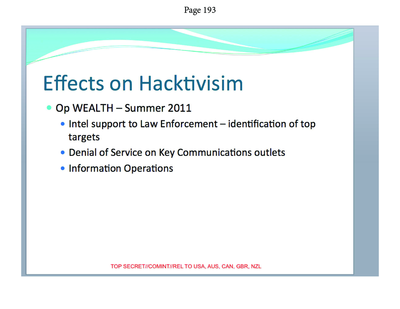 Page 193
Effects on Hacktivisim
Op WEALTH – Summer 2011
Intel support to Law Enforcement – identification of top
targets
Denial of Service on Key Communications outlets
Information Operations
TOP SECRET//COMINT//REL TO USA, AUS, CAN, GBR, NZL